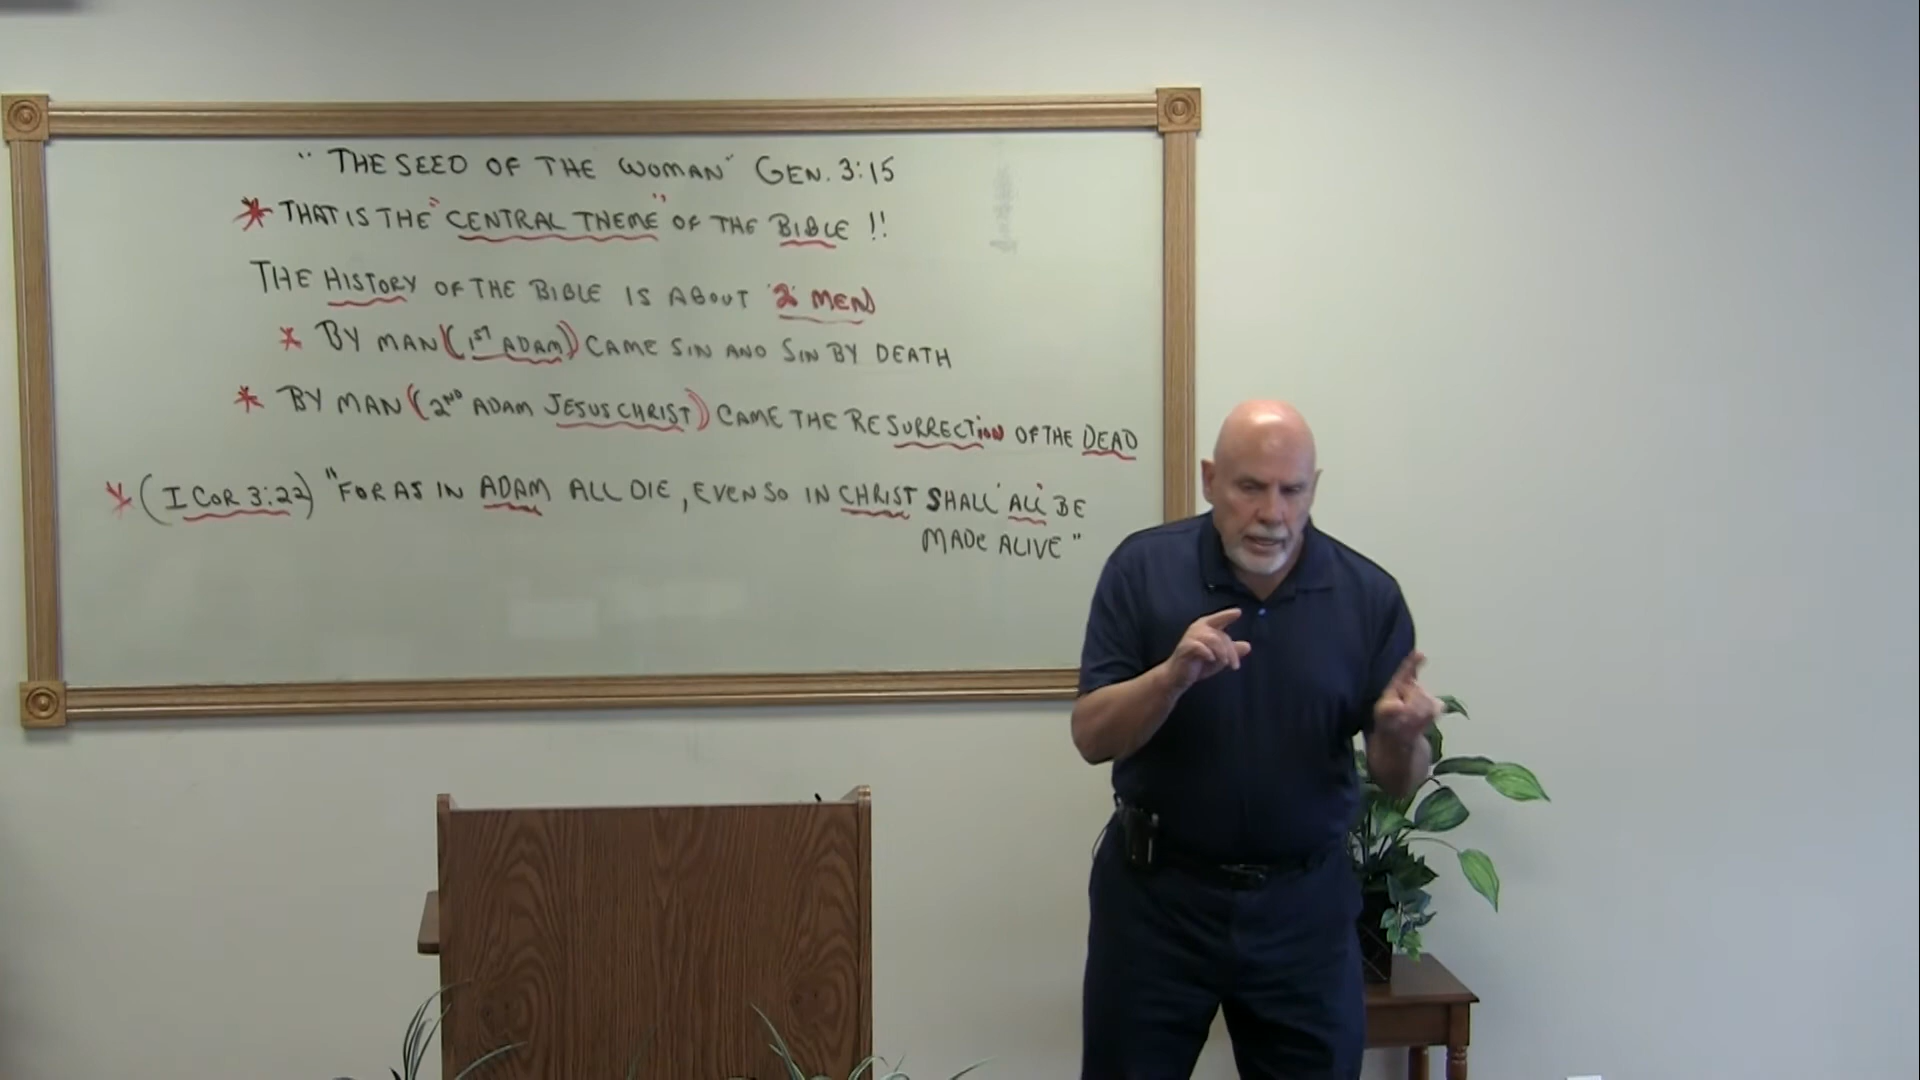 "THE SEED OF THE WOMAN" GEN. 3:15
* THAT IS THE "CENTRAL THEME" OF THE BIBLE !!
THE HISTORY OF THE BIBLE IS ABOUT "2" MEN
* BY MAN (1ST ADAM) CAME SIN AND SIN BY DEATH
* BY MAN (2ND ADAM JESUS CHRIST) CAME THE RESURRECTION OF THE DEAD
* (I COR 3:22) "FOR AS IN ADAM ALL DIE, EVEN SO IN CHRIST SHALL "ALL" BE
MADE ALIVE"